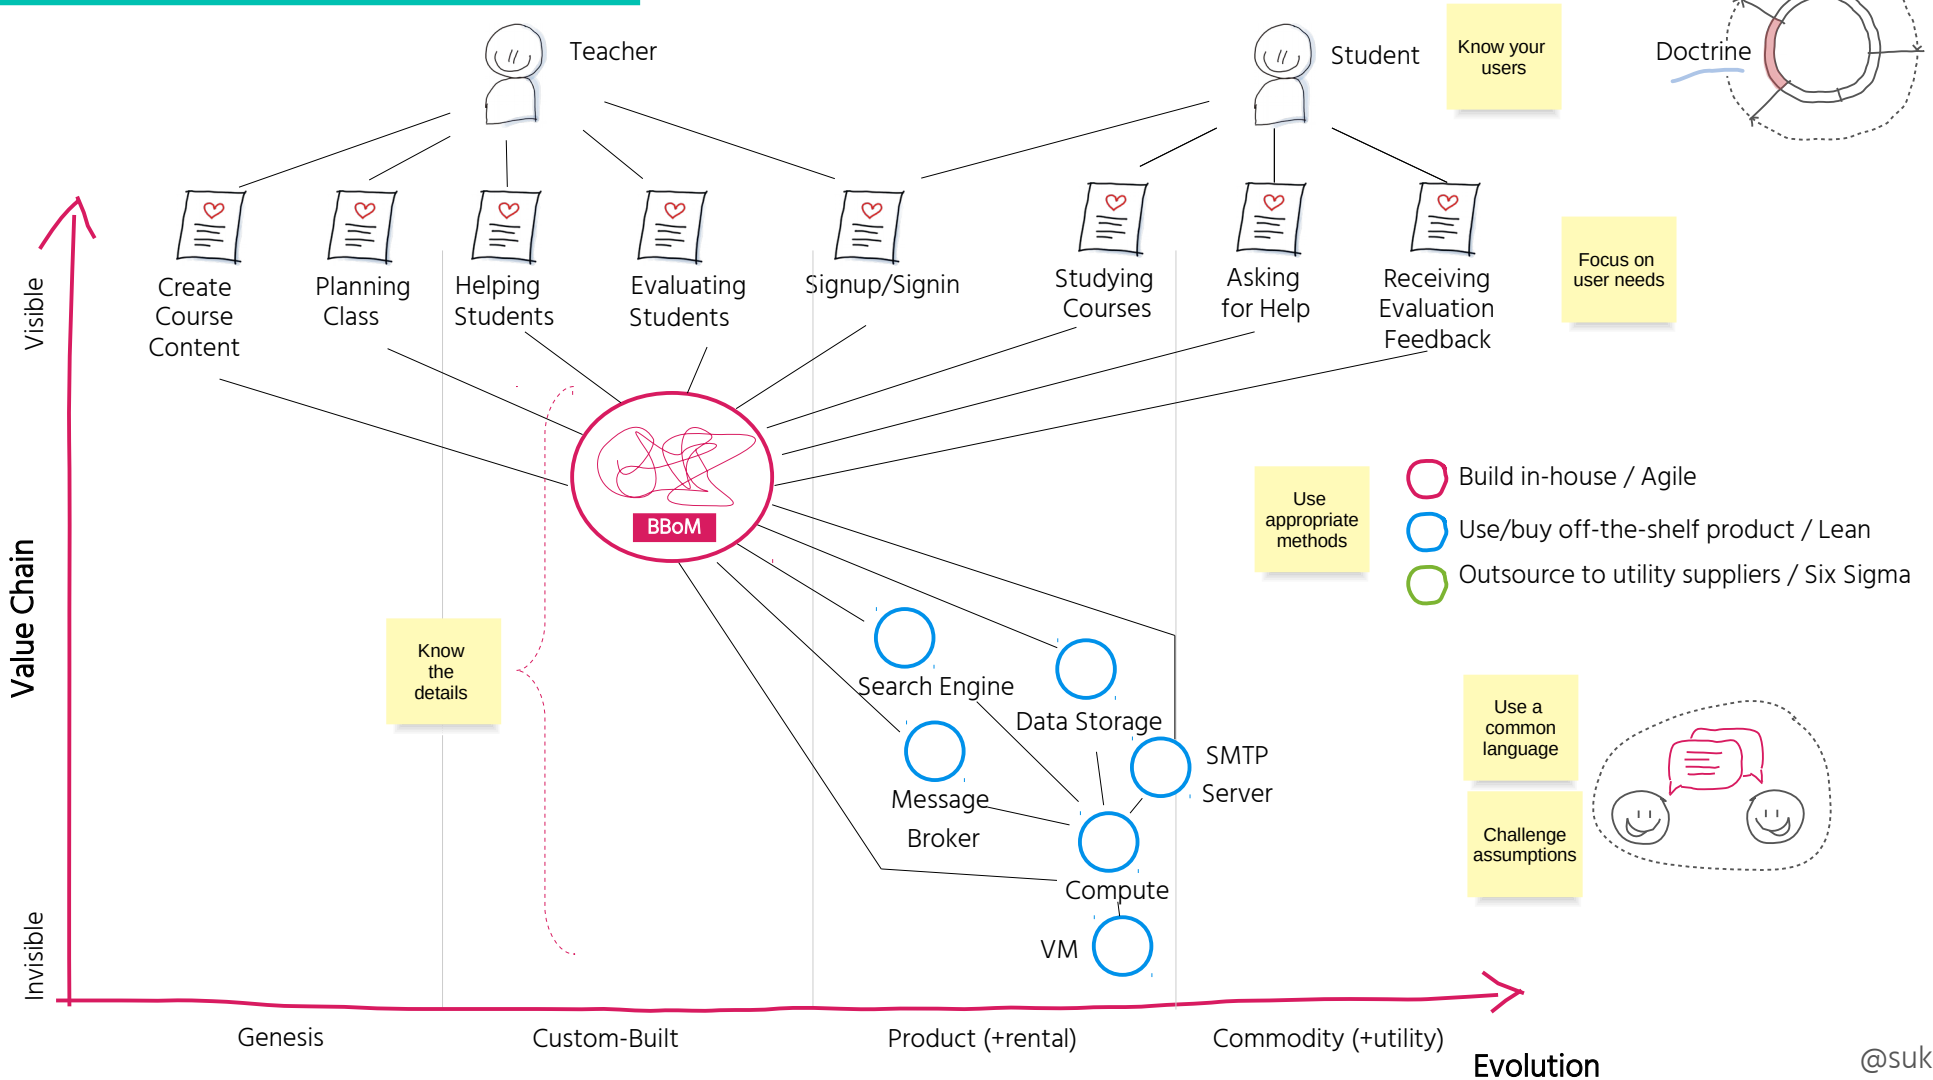 Teacher
Student
Know your
users
Doctrine
Create
Course
Content
Planning
Class
Helping
Students
Evaluating
Students
Signup/Signin
Studying
Courses
Asking
for Help
Receiving
Evaluation
Feedback
Focus on
user needs
Visible
Value Chain
Invisible
BBoM
Use
appropriate
methods
Build in-house / Agile
Use/buy off-the-shelf product / Lean
Outsource to utility suppliers / Six Sigma
Know
the
details
Search Engine
Data Storage
Message
Broker
SMTP
Server
Compute
VM
Use a
common
language
Challenge
assumptions
Genesis
Custom-Built
Product (+rental)
Commodity (+utility)
Evolution
@suk